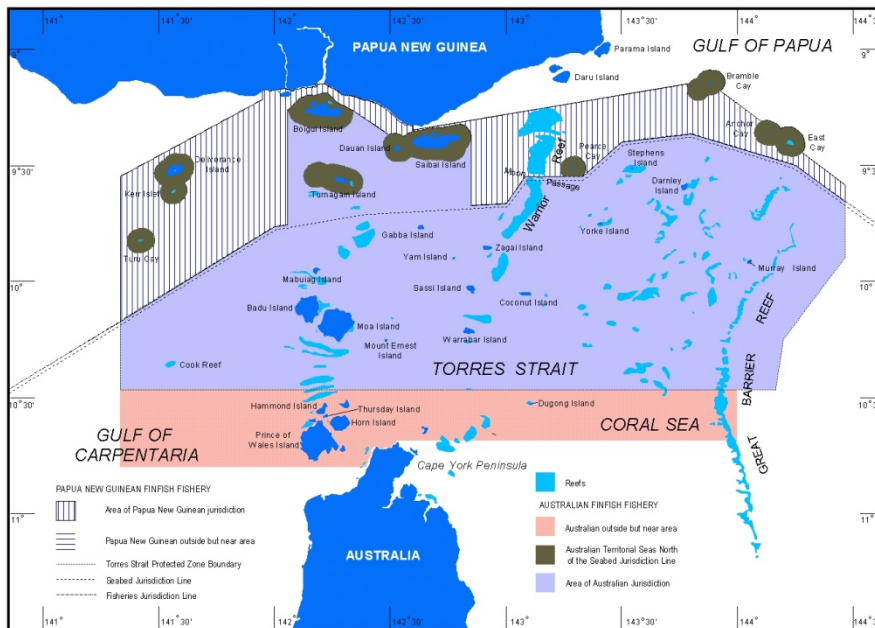 141°
141°30'
142°
142°30'
143°
143°30'
144°
144°30'
9°
9°30'
10°
10°30'
11°
PAPUA NEW GUINEA
Parama Island
GULF OF PAPUA
Daru Island
Bramble
Cay
Boigu Island
Anchor
Cay
East
Cay
Dauan Island
Saibai Island
Reef
Pearce
Cay
Stephens
Island
Deliverance
Island
Kerr Islet
Turnagain Island
Moon
Passage
Darnley
Island
Warrior
Turu Cay
Gabba Island
Yorke Island
Zagai Island
Yam Island
Murray Island
Mabuiag Island
Sassi Island
Coconut Island
Badu Island
Moa Island
Mount Ernest
Island
Warrabar Island
Cook Reef
TORRES STRAIT
GREAT
BARRIER
REEF
Hammond Island
Thursday Island
Horn Island
Dugong Island
CORAL SEA
GULF OF
CARPENTARIA
Prince of
Wales Island
Cape York Peninsula
AUSTRALIA
PAPUA NEW GUINEAN FINFISH FISHERY
Area of Papua New Guinean jurisdiction
Papua New Guinean outside but near area
Torres Strait Protected Zone Boundary
Seabed Jurisdiction Line
Fisheries Jurisdiction Line
Reefs
AUSTRALIAN FINFISH FISHERY
Australian outside but near area
Australian Territorial Seas North
of the Seabed Jurisdiction Line
Area of Australian Jurisdiction
141°
141°30'
142°
142°30'
143°
143°30'
144°
144°30'
9°
9°30'
10°
10°30'
11°